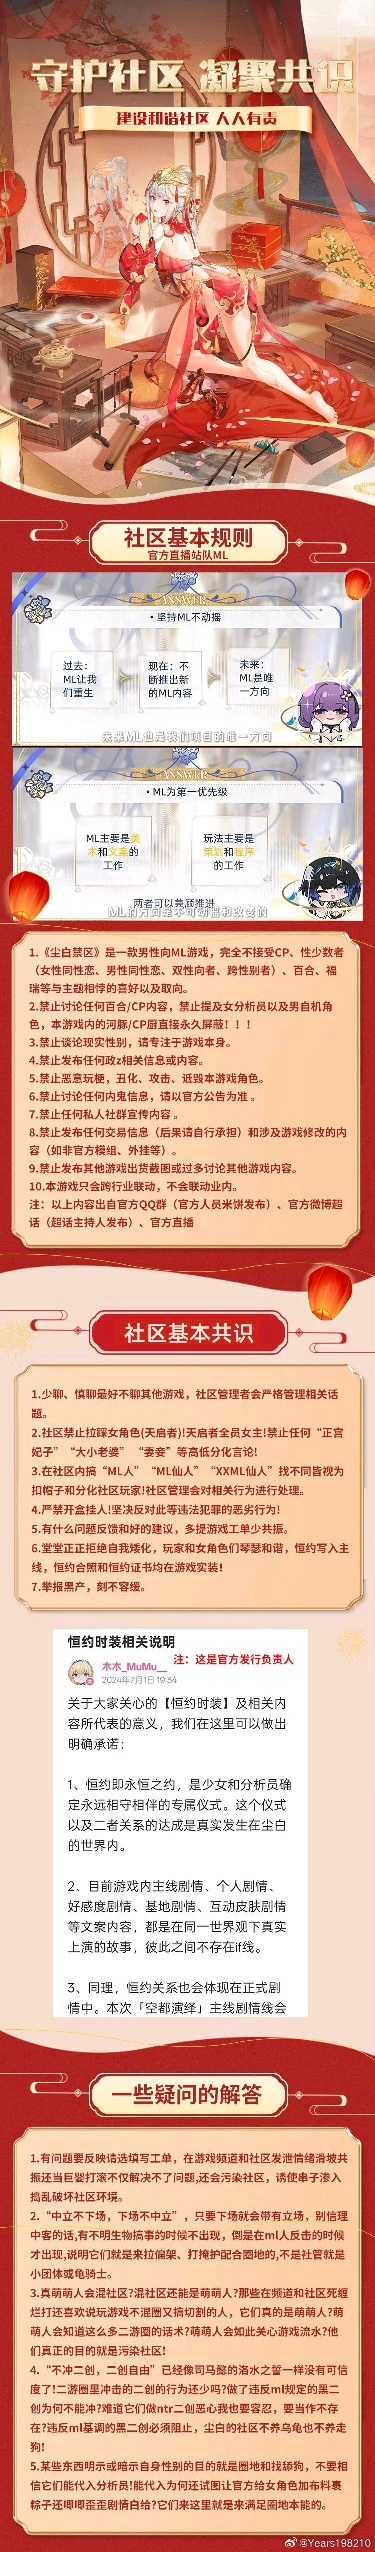 守护社区 凝聚共识
建设和谐社区 人人有责
社区基本规则
官方直播站队ML
ANSWER
• 坚持ML不动摇
过去:
ML让我
们重生
现在:不
断推出新
的ML内容
未来:
ML是唯
一方向
未来ML也是我们项目的唯一方向
ANSWER
• ML为第一优先级
ML主要是美
术和文案的
工作
玩法主要是
策划和程序
的工作
两者可以兼顾推进
ML的方向是不可动摇和改变的
1.《尘白禁区》是一款男性向ML游戏,完全不接受CP、性少数者
(女性同性恋、男性同性恋、双性向者、跨性别者)、百合、福
瑞等与主题相悖的喜好以及取向。
2.禁止讨论任何百合/CP内容,禁止提及女分析员以及男自机角
色,本游戏内的河豚/CP厨直接永久屏蔽!!!
3.禁止谈论现实性别,请专注于游戏本身。
4.禁止发布任何政z相关信息或内容。
5.禁止恶意玩梗,丑化、攻击、诋毁本游戏角色。
6.禁止讨论任何内鬼信息,请以官方公告为准 。
7.禁止任何私人社群宣传内容 。
8.禁止发布任何交易信息(后果请自行承担)和涉及游戏修改的内
容(如非官方模组、外挂等)。
9.禁止发布其他游戏出货截图或过多讨论其他游戏内容。
10.本游戏只会跨行业联动,不会联动业内。
注:以上内容出自官方QQ群(官方人员米饼发布)、官方微博超
话(超话主持人发布)、官方直播
社区基本共识
1.少聊、慎聊最好不聊其他游戏,社区管理者会严格管理相关话
题。
2.社区禁止拉踩女角色(天启者)!天启者全员女主!禁止任何“正宫
妃子”“大小老婆”“妻妾”等高低分化言论!
3.在社区内搞“ML人”“ML仙人”“XXML仙人”找不同皆视为
扣帽子和分化社区玩家!社区管理会对相关行为进行处理。
4.严禁开盒挂人!坚决反对此等违法犯罪的恶劣行为!
5.有什么问题反馈和好的建议,多提游戏工单少共振。
6.堂堂正正拒绝自我矮化,玩家和女角色们琴瑟和谐,恒约写入主
线,恒约合照和恒约证书均在游戏实装!
7.举报黑产,刻不容缓。
恒约时装相关说明
木木_MuMu__
注:这是官方发行负责人
2024年7月1日 19:34
关于大家关心的【恒约时装】及相关内
容所代表的意义,我们在这里可以做出
明确承诺:
1、恒约即永恒之约,是少女和分析员确
定永远相守相伴的专属仪式。这个仪式
以及二者关系的达成是真实发生在尘白
的世界内。
2、目前游戏内主线剧情、个人剧情、
好感度剧情、基地剧情、互动皮肤剧情
等文案内容,都是在同一世界观下真实
上演的故事,彼此之间不存在if线。
3、同理,恒约关系也会体现在正式剧
情中。本次「空都演绎」主线剧情线会
一些疑问的解答
1.有问题要反映请选填写工单,在游戏频道和社区发泄情绪滑坡共
振还当巨婴打滚不仅解决不了问题,还会污染社区,诱使串子渗入
捣乱破坏社区环境。
2.“中立不下场,下场不中立”,只要下场就会带有立场,别信理
中客的话,有不明生物搞事的时候不出现,倒是在ml人反击的时候
才出现,说明它们就是来拉偏架、打掩护配合圈地的,不是社管就是小
团体或龟骑士。
3.真萌萌人会混社区?混社区还能是萌萌人?那些在频道和社区死缠
烂打还喜欢说玩游戏不混圈又搞切割的人,它们真的是萌萌人?萌
萌人会知道这么多二游圈的话术?萌萌人会如此关心游戏流水?他
们真正的目的就是污染社区!
4.“不冲二创,二创自由”已经像司马懿的洛水之誓一样没有可信
度了!二游圈里冲击的二创的行为还少吗?做了违反ml规定的黑二
创为何不能冲?难道它们做ntr二创恶心我也要容忍,要当作不存
在?违反ml基调的黑二创必须阻止,尘白的社区不养乌龟也不养走
狗!
5.某些东西明示或暗示自身性别的目的就是圈地和找舔狗,不要相
信它们能代入分析员!能代入为何还试图让官方给女角色加布料裹
粽子还唧唧歪歪剧情白给?它们来这里就是来满足圈地本能的。
@Years198210